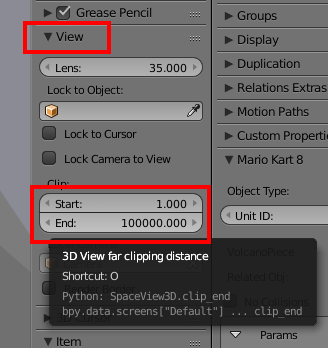 Grease Pencil
View
Lens: 35.000
Lock to Object:
Lock to Cursor
Lock Camera to View
Clip:
Start: 1.000
End: 100000.000
3D View far clipping distance
Shortcut: O
Python: SpaceView3D.clip_end
bpy.data.screens["Default"] ... clip_end
Item
Groups
Display
Duplication
Relations Extras
Motion Paths
Custom Properti
Mario Kart 8
Object Type:
Unit ID:
VolcanoPiece
Related Obj:
No Collisions
Params